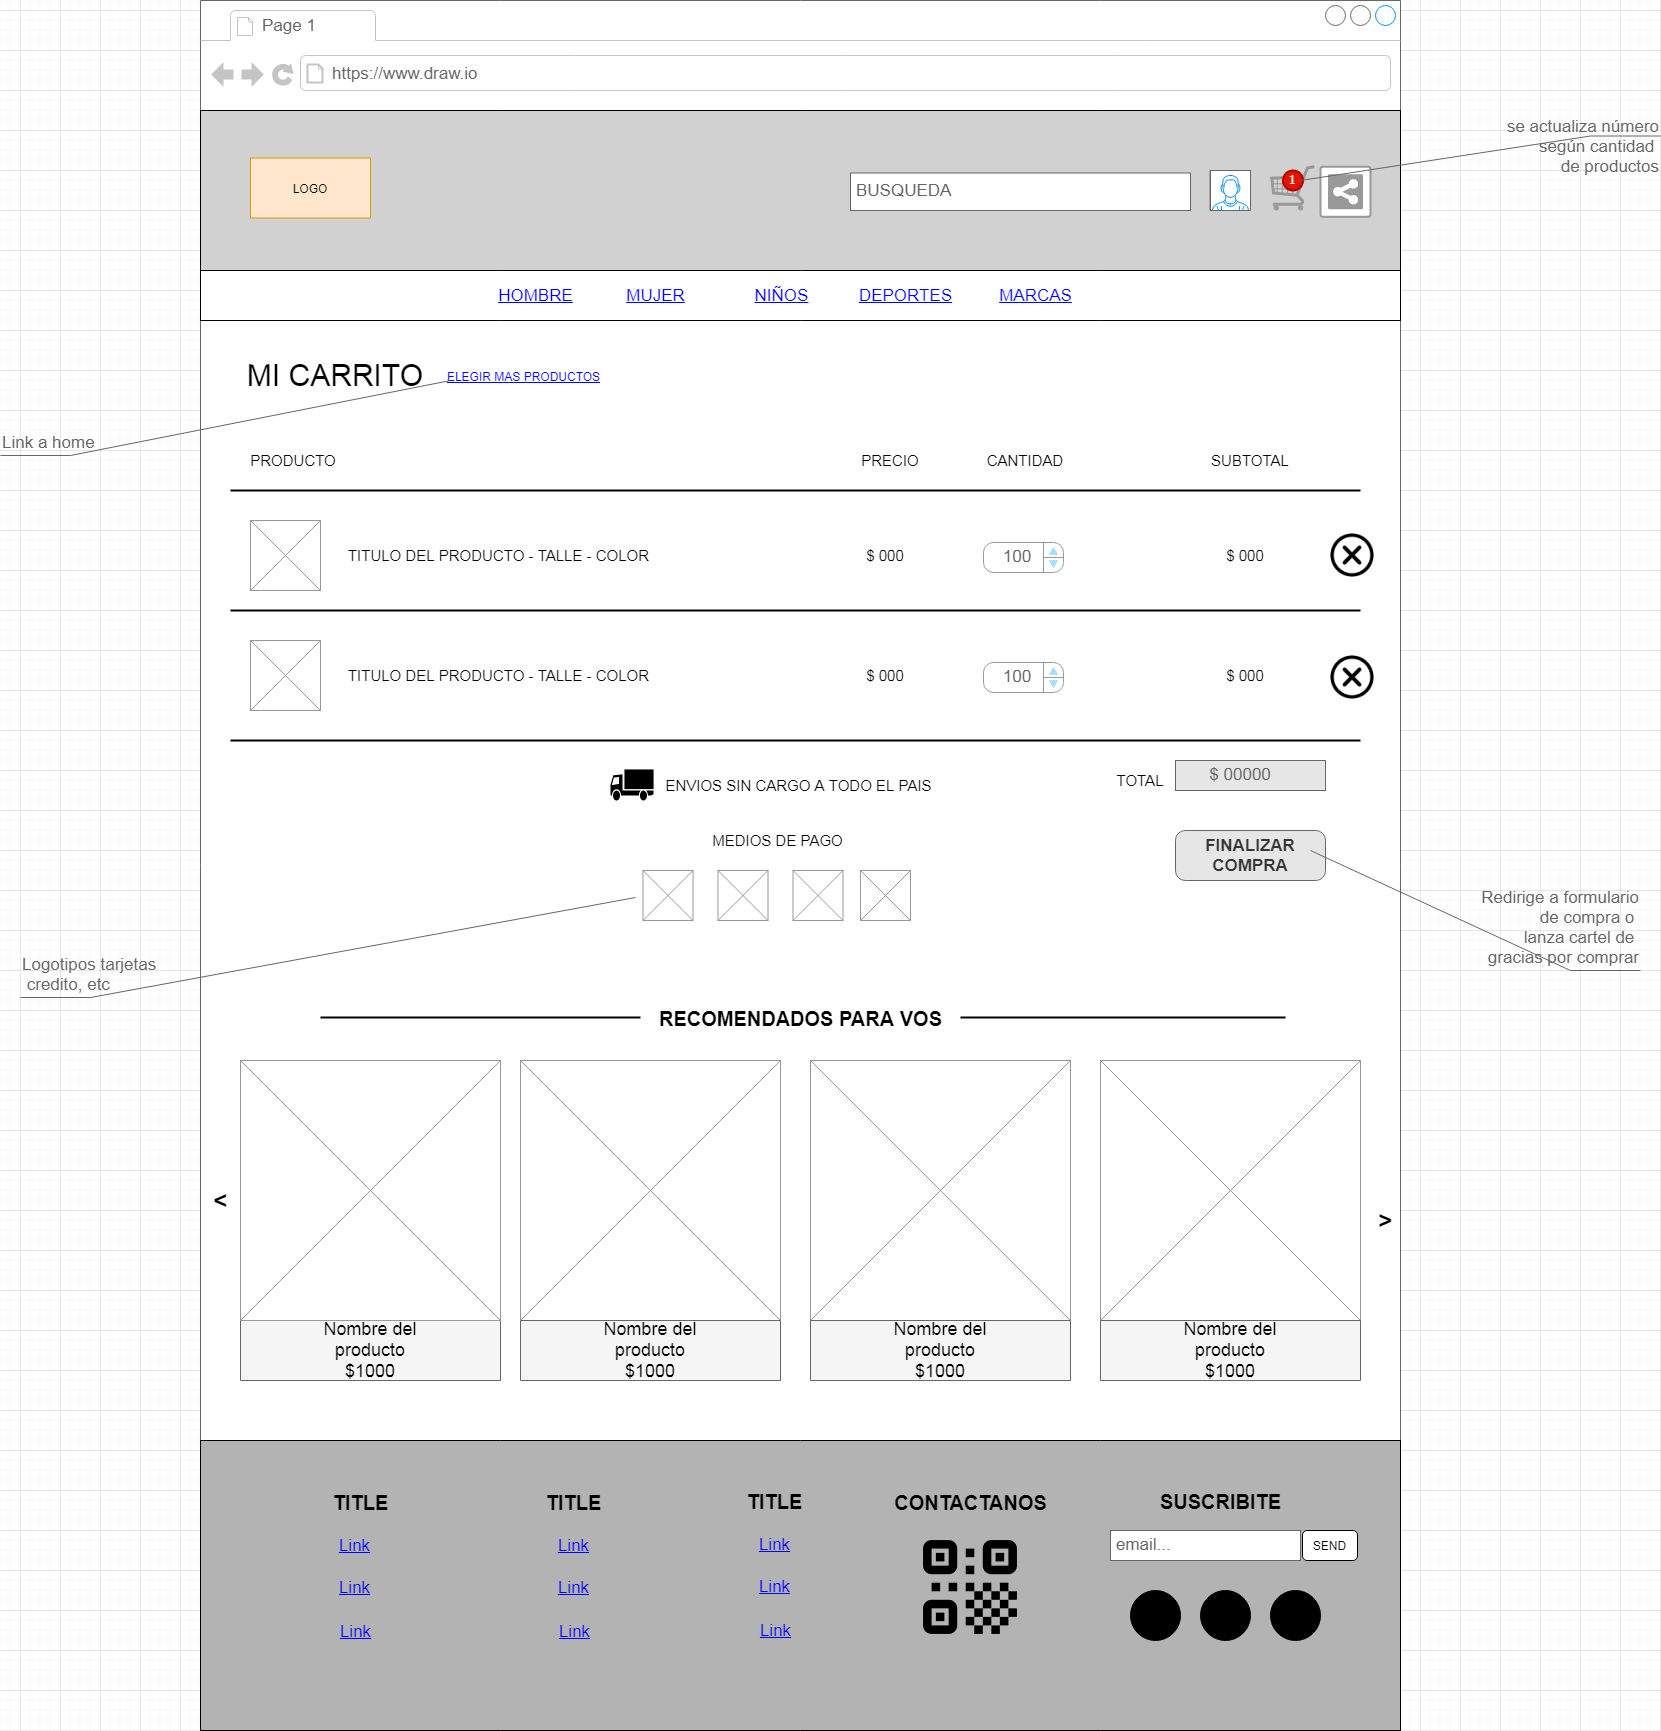 Page 1
https://www.draw.io
se actualiza número
según cantidad
de productos
LOGO
BUSQUEDA
1
HOMBRE MUJER NIÑOS DEPORTES MARCAS
MI CARRITO ELEGIR MAS PRODUCTOS
Link a home
PRODUCTO PRECIO CANTIDAD SUBTOTAL
TITULO DEL PRODUCTO - TALLE - COLOR $ 000 100 $ 000
TITULO DEL PRODUCTO - TALLE - COLOR $ 000 100 $ 000
ENVIOS SIN CARGO A TODO EL PAIS
TOTAL $ 00000
MEDIOS DE PAGO
FINALIZAR
COMPRA
Redirige a formulario
de compra o
lanza cartel de
gracias por comprar
Logotipos tarjetas
credito, etc
RECOMENDADOS PARA VOS
< >
Nombre del
producto
$1000
Nombre del
producto
$1000
Nombre del
producto
$1000
Nombre del
producto
$1000
TITLE
Link
Link
Link
TITLE
Link
Link
Link
TITLE
Link
Link
Link
CONTACTANOS
SUSCRIBITE
email... SEND